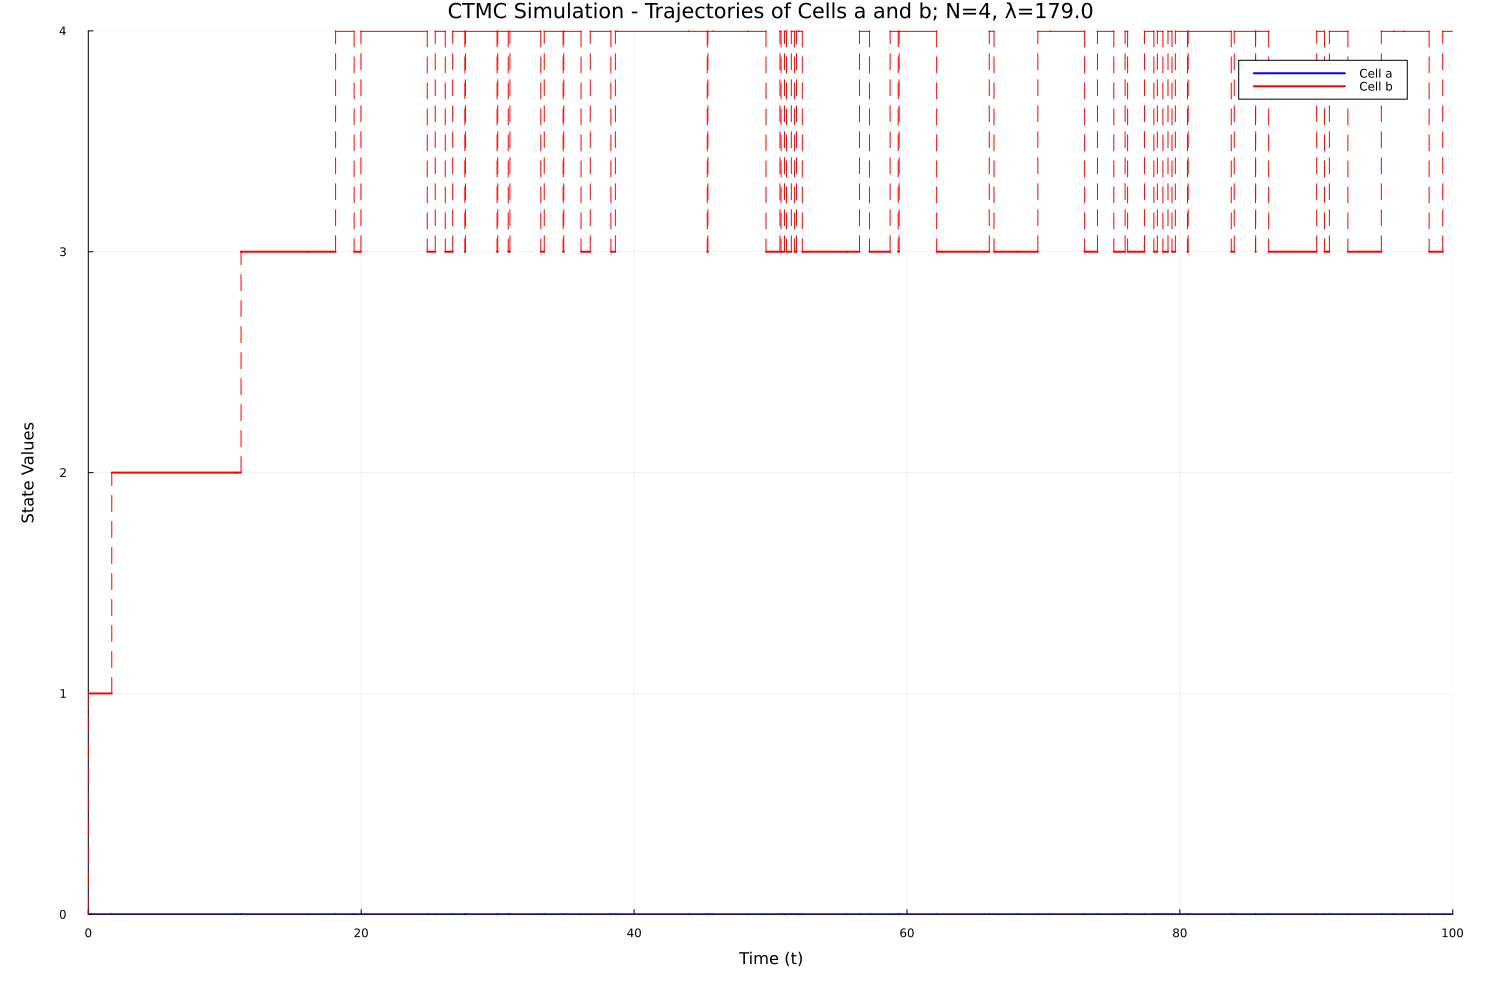 CTMC Simulation - Trajectories of Cells a and b; N=4, λ=179.0
4
Cell a
Cell b
3
State Values
2
1
0
0 20 40 60 80 100
Time (t)